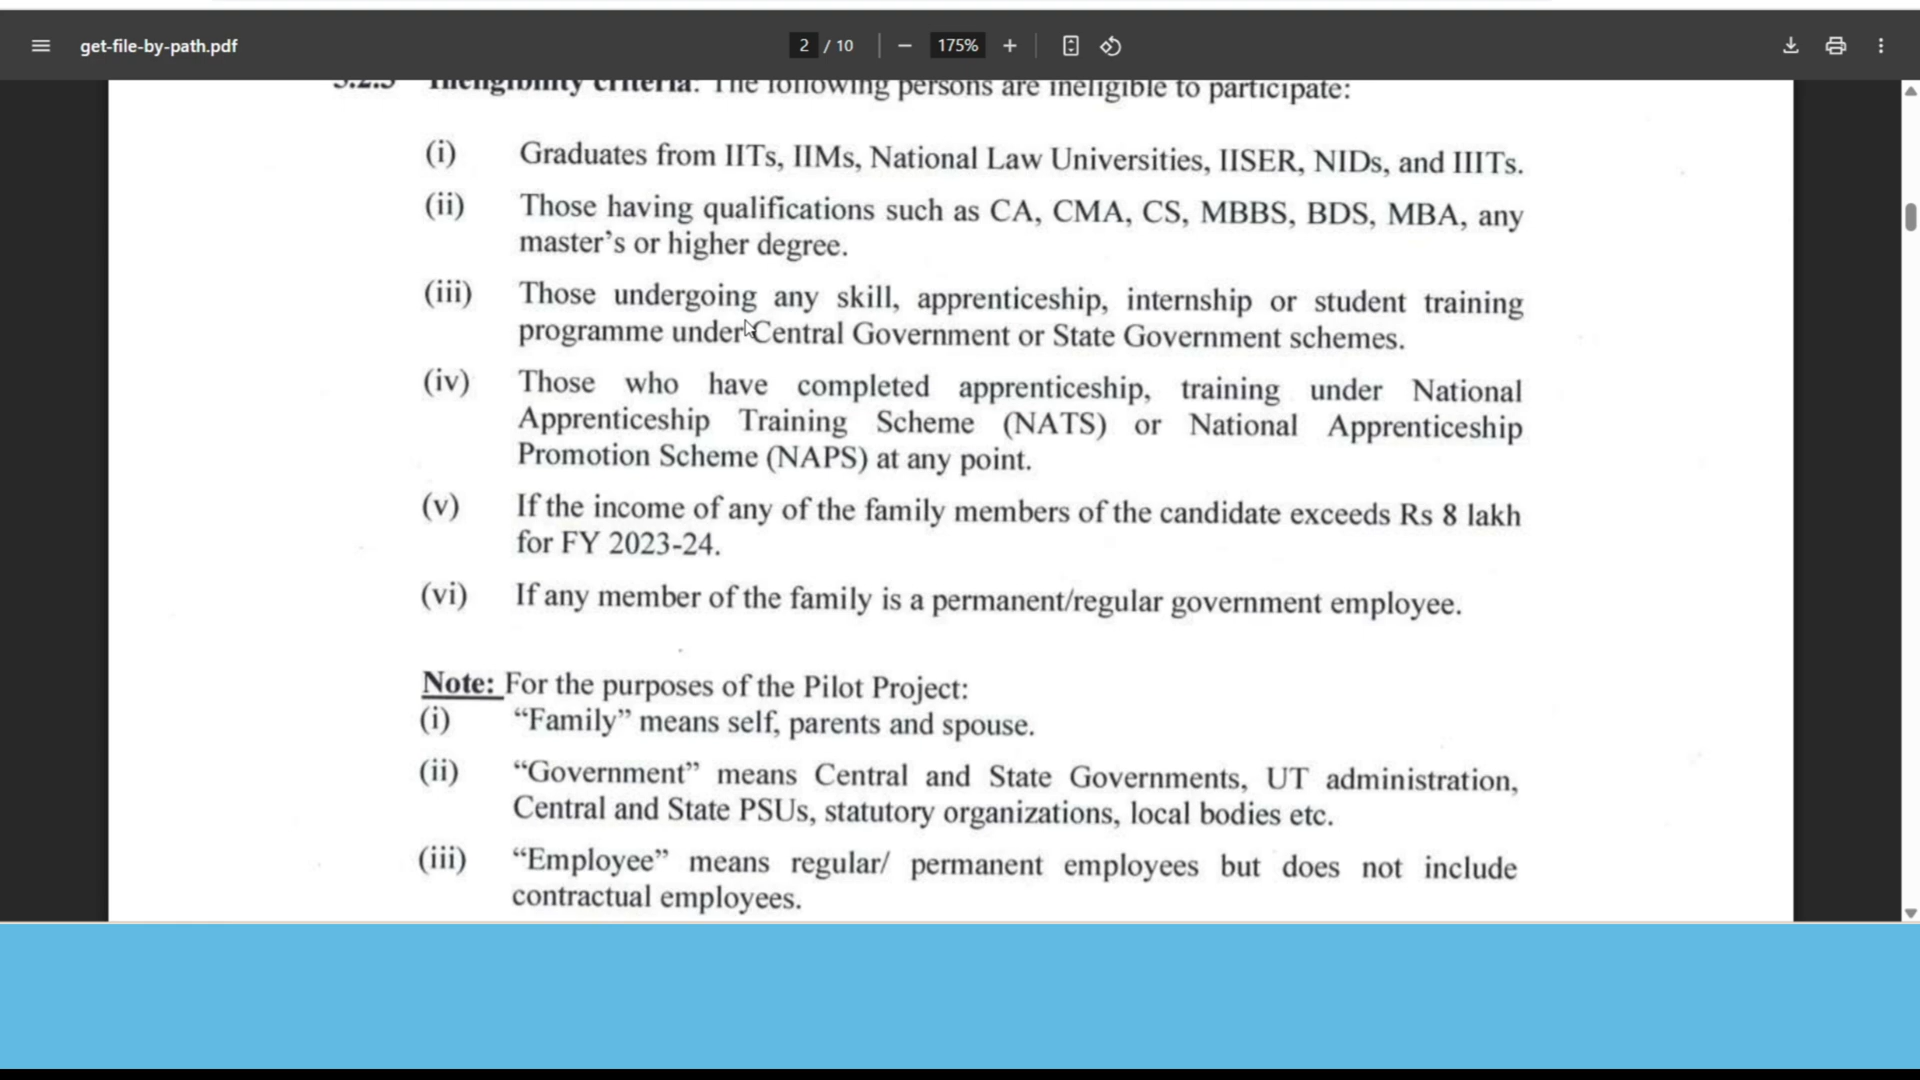 get-file-by-path.pdf
2 / 10
175%
3.2.3 Ineligibility criteria: The following persons are ineligible to participate:
(i) Graduates from IITs, IIMs, National Law Universities, IISER, NIDs, and IIITs.
(ii) Those having qualifications such as CA, CMA, CS, MBBS, BDS, MBA, any
master's or higher degree.
(iii) Those undergoing any skill, apprenticeship, internship or student training
programme under Central Government or State Government schemes.
(iv) Those who have completed apprenticeship, training under National
Apprenticeship Training Scheme (NATS) or National Apprenticeship
Promotion Scheme (NAPS) at any point.
(v) If the income of any of the family members of the candidate exceeds Rs 8 lakh
for FY 2023-24.
(vi) If any member of the family is a permanent/regular government employee.
Note: For the purposes of the Pilot Project:
(i) “Family” means self, parents and spouse.
(ii) “Government” means Central and State Governments, UT administration,
Central and State PSUs, statutory organizations, local bodies etc.
(iii) “Employee” means regular/ permanent employees but does not include
contractual employees.